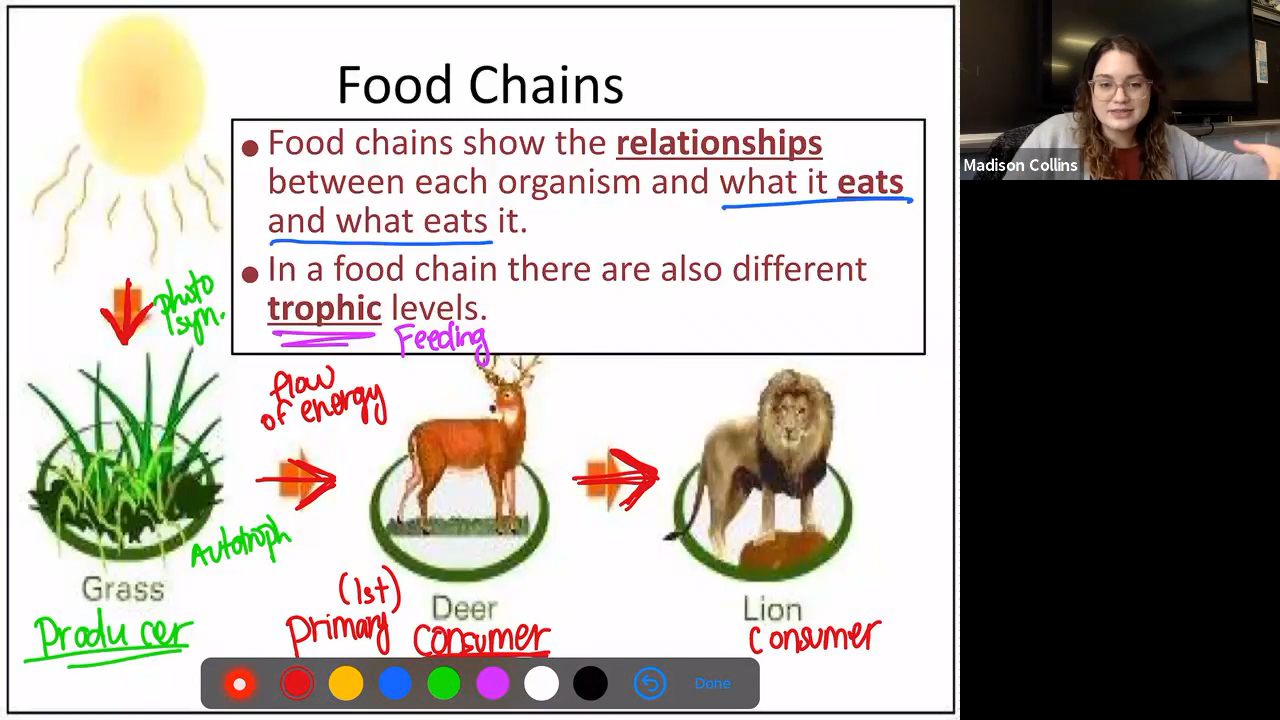 Food Chains
Food chains show the relationships
between each organism and what it eats
and what eats it.
In a food chain there are also different
trophic levels.
Feeding
photo
syn.
flow
of energy
Autotroph
Grass
Producer
(1st)
Primary
Deer
Consumer
Lion
Consumer
Done
Madison Collins